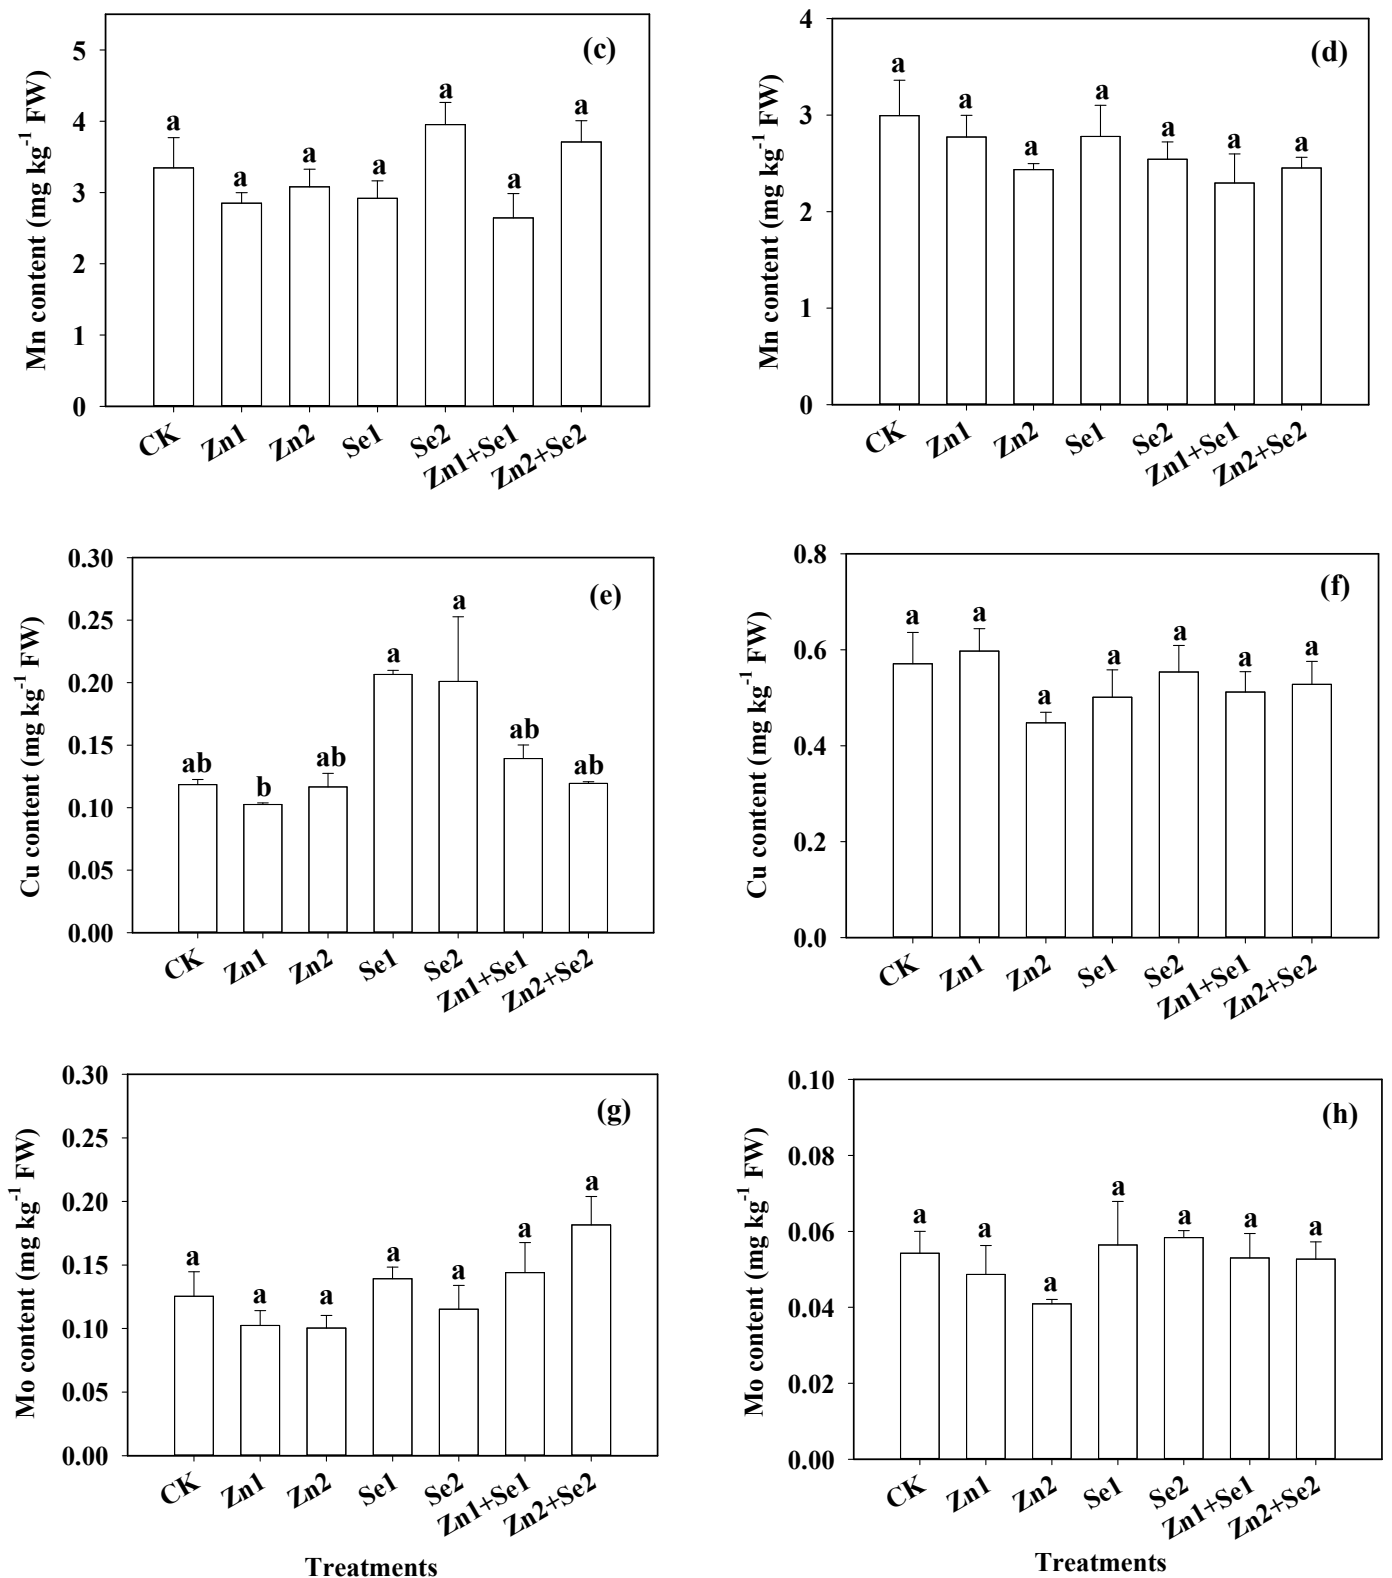 (c)
Mn content (mg kg-1 FW)
5
4
3
2
1
0
a a a a a a a
CK Zn1 Zn2 Se1 Se2 Zn1+Se1 Zn2+Se2
(d)
Mn content (mg kg-1 FW)
4
3
2
1
0
a a a a a a a
CK Zn1 Zn2 Se1 Se2 Zn1+Se1 Zn2+Se2
(e)
Cu content (mg kg-1 FW)
0.30
0.25
0.20
0.15
0.10
0.05
0.00
ab b ab a a ab ab
CK Zn1 Zn2 Se1 Se2 Zn1+Se1 Zn2+Se2
(f)
Cu content (mg kg-1 FW)
0.8
0.6
0.4
0.2
0.0
a a a a a a a
CK Zn1 Zn2 Se1 Se2 Zn1+Se1 Zn2+Se2
(g)
Mo content (mg kg-1 FW)
0.30
0.25
0.20
0.15
0.10
0.05
0.00
a a a a a a a
CK Zn1 Zn2 Se1 Se2 Zn1+Se1 Zn2+Se2
Treatments
(h)
Mo content (mg kg-1 FW)
0.10
0.08
0.06
0.04
0.02
0.00
a a a a a a a
CK Zn1 Zn2 Se1 Se2 Zn1+Se1 Zn2+Se2
Treatments